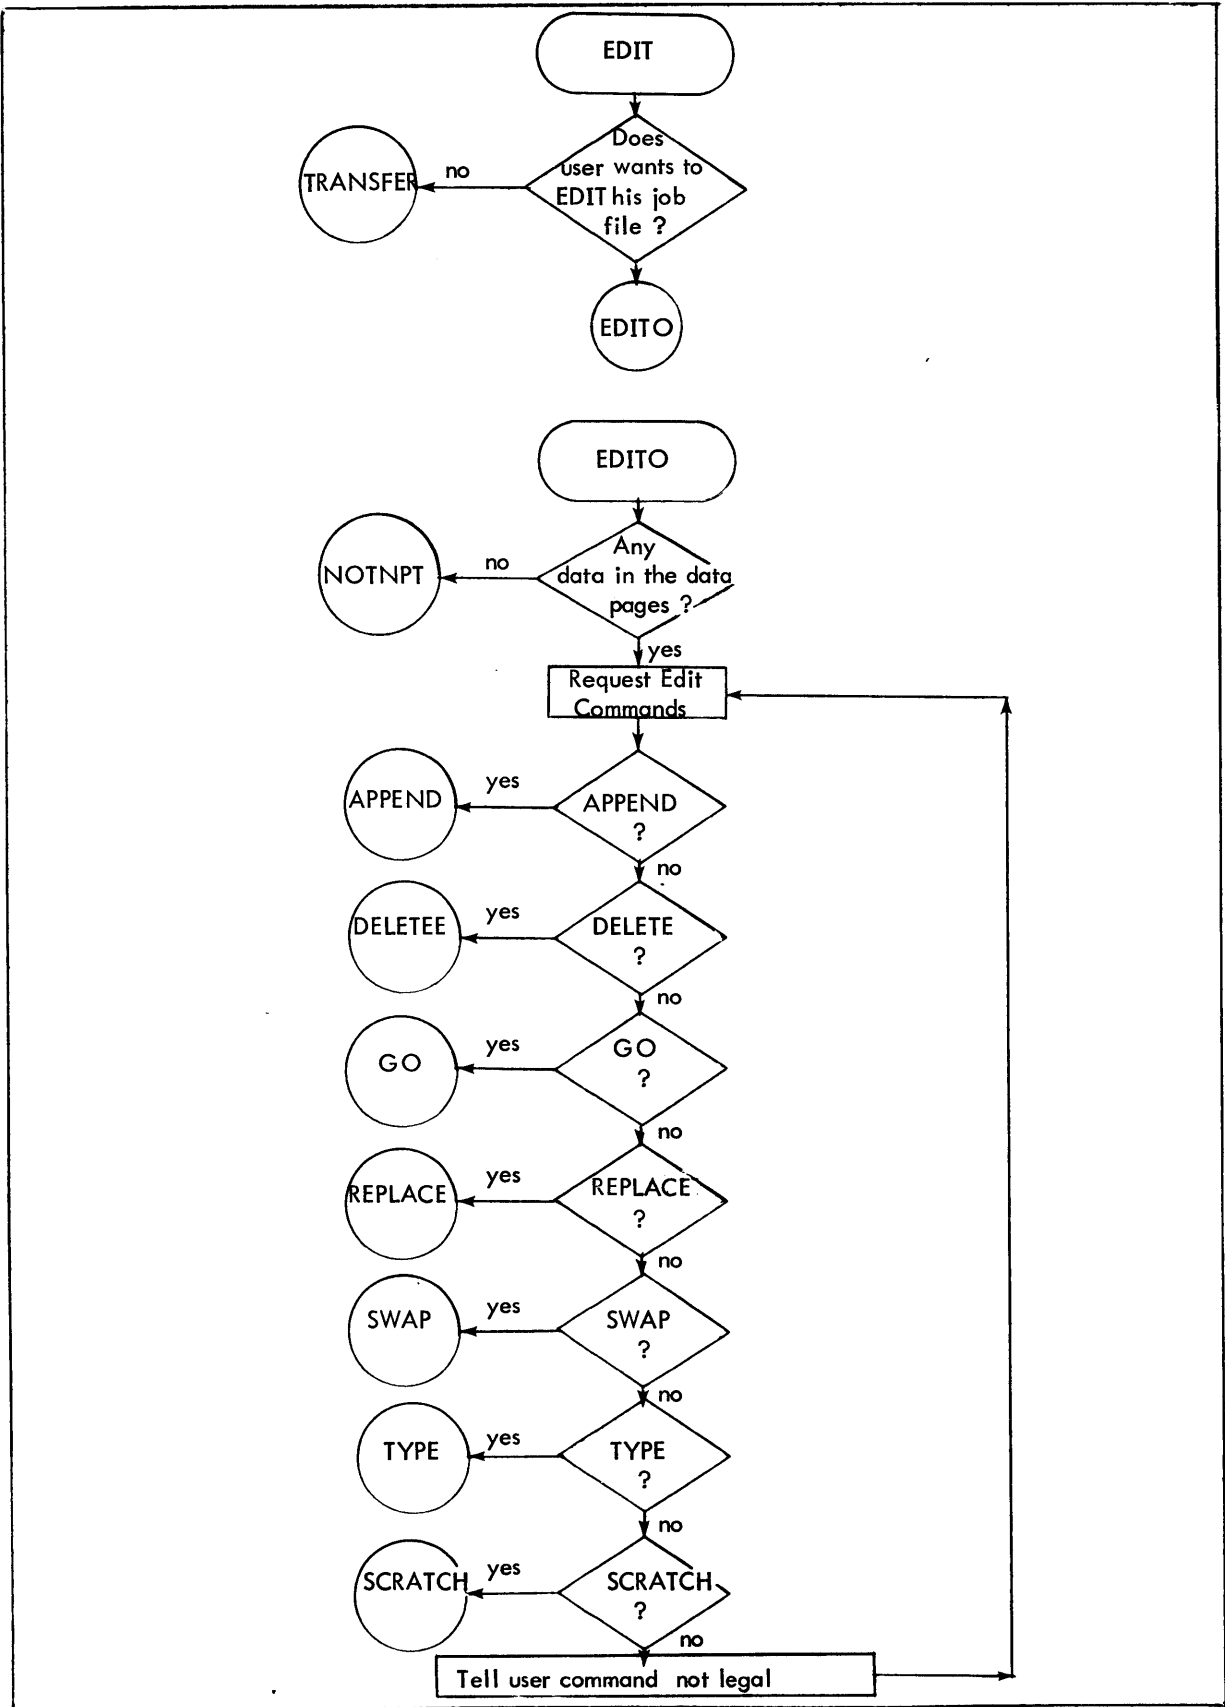 EDIT
Does
user wants to
EDIT his job
file ?
no
TRANSFER
EDITO
EDITO
Any
data in the data
pages ?
no
NOTNPT
yes
Request Edit
Commands
APPEND
?
yes
APPEND
no
DELETE
?
yes
DELETEE
no
GO
?
yes
GO
no
REPLACE
?
yes
REPLACE
no
SWAP
?
yes
SWAP
no
TYPE
?
yes
TYPE
no
SCRATCH
?
yes
SCRATCH
no
Tell user command not legal